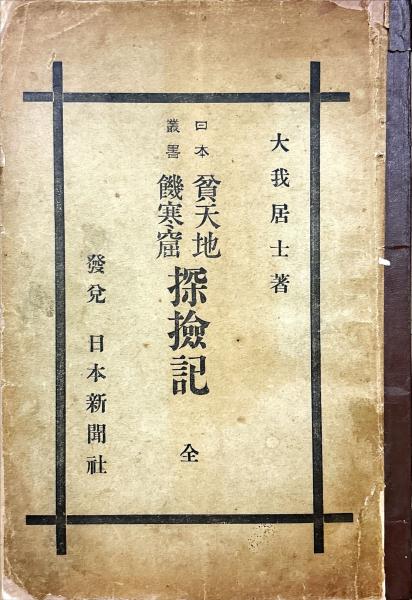 大我居士著
日本叢書
貧天地
饑寒窟
探撿記
全
發兌 日本新聞社